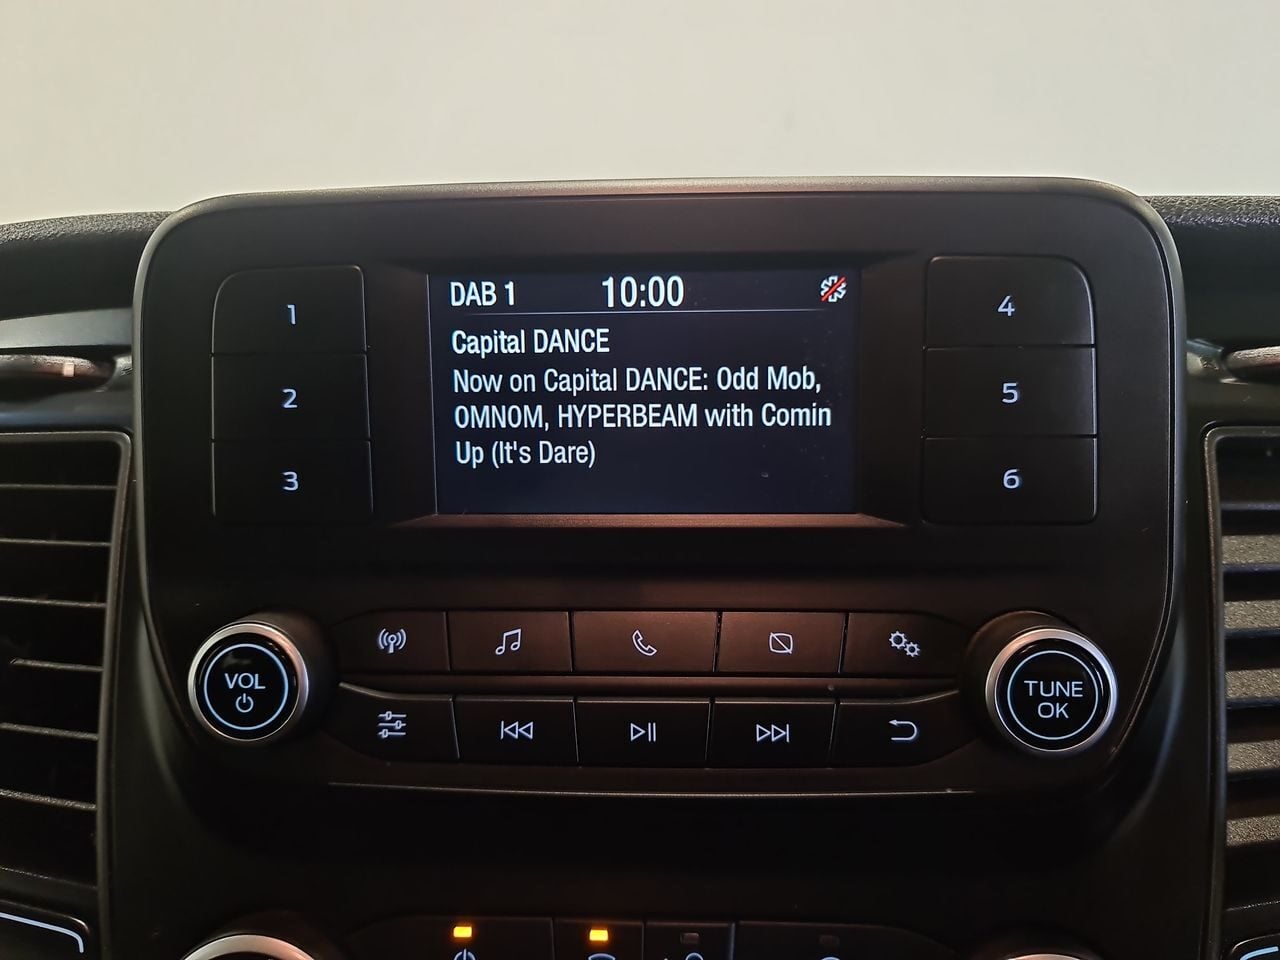 DAB 1 10:00
Capital DANCE
Now on Capital DANCE: Odd Mob,
OMNOM, HYPERBEAM with Comin
Up (It's Dare)
1
2
3
4
5
6
VOL
TUNE
OK